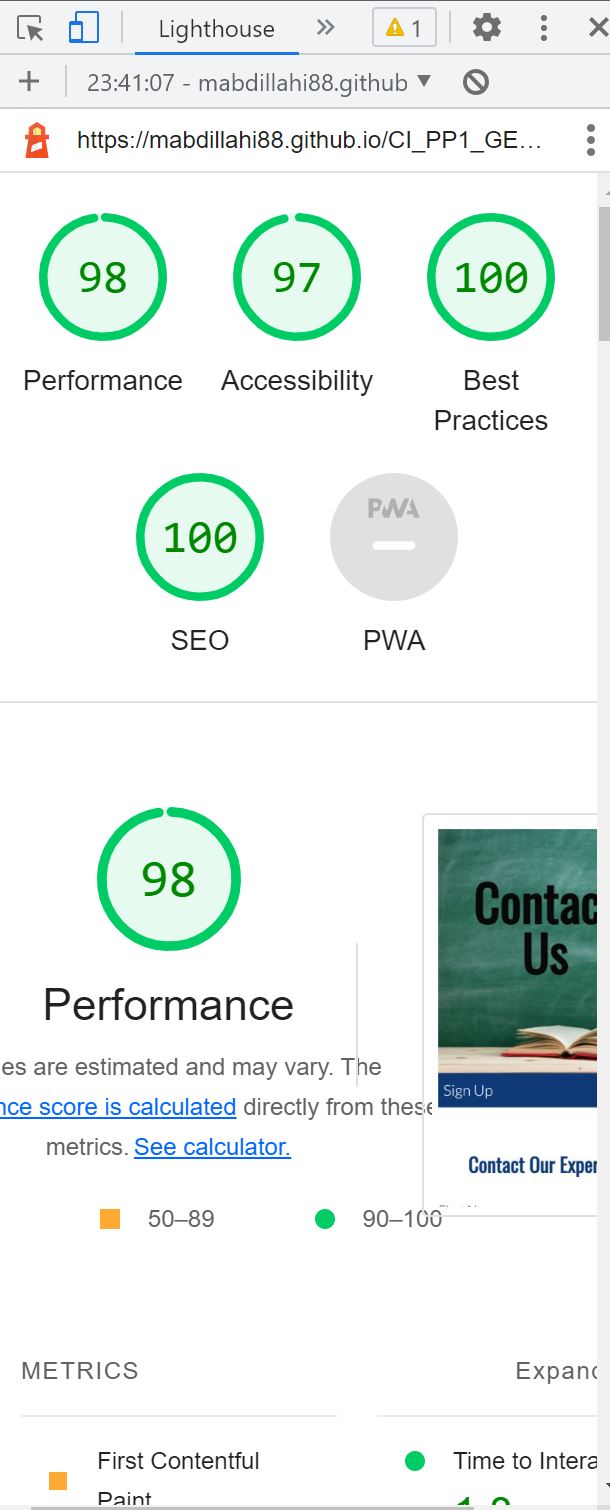 Lighthouse
1
23:41:07 - mabdillahi88.github
https://mabdillahi88.github.io/CI_PP1_GE…
98
97
100
Performance
Accessibility
Best
Practices
100
PWA
SEO
PWA
98
Performance
es are estimated and may vary. The
nce score is calculated directly from these
metrics. See calculator.
50–89
90–100
Contac
Us
Sign Up
Contact Our Exper
METRICS
Expand
First Contentful
Paint
Time to Intera